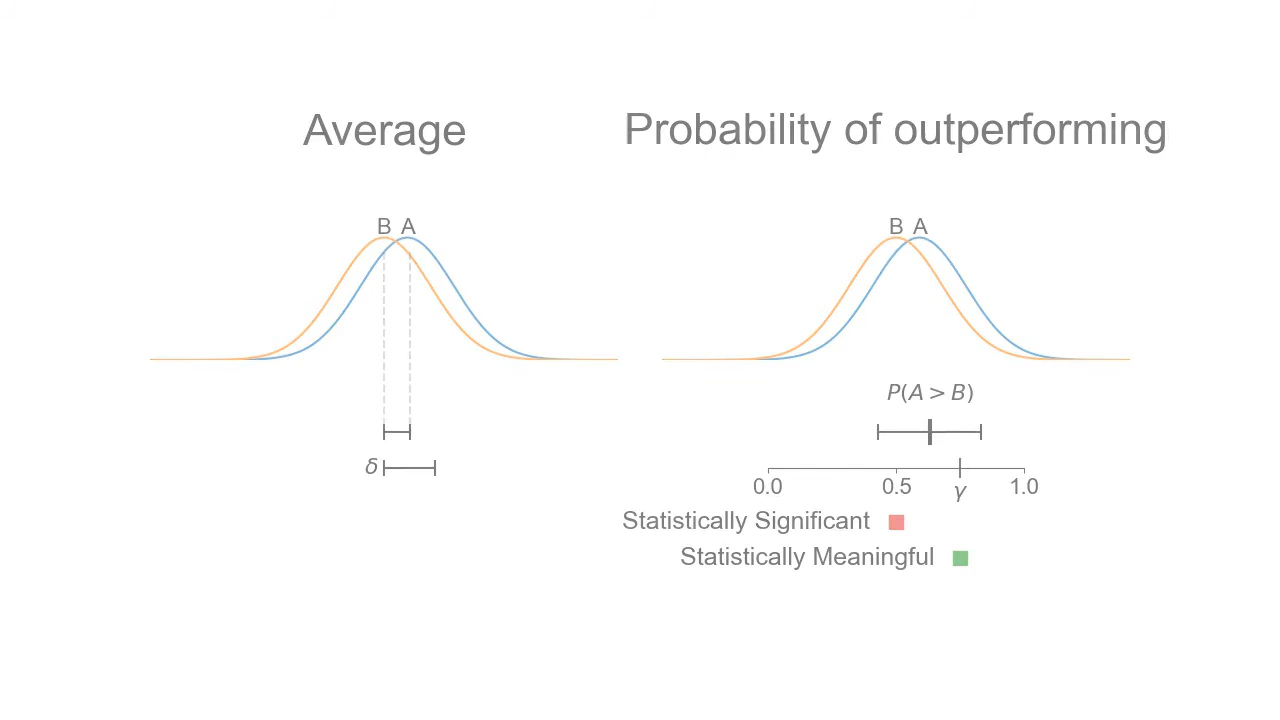 Average
Probability of outperforming
B A
B A
P(A > B)
δ
0.0 0.5 γ 1.0
Statistically Significant
Statistically Meaningful